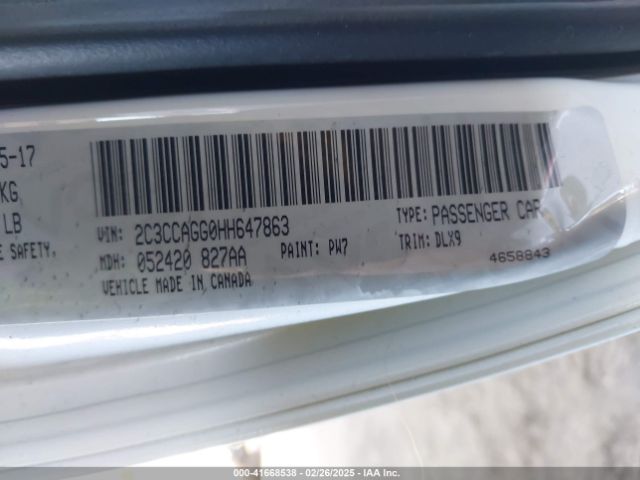 5-17
KG
LB
E SAFETY,
VIN: 2C3CCAGG0HH647863
TYPE: PASSENGER CAR
MDH: 052420 827AA
PAINT: PW7
TRIM: DLX9
VEHICLE MADE IN CANADA
4658843
000-41668538 - 02/26/2025 - IAA Inc.